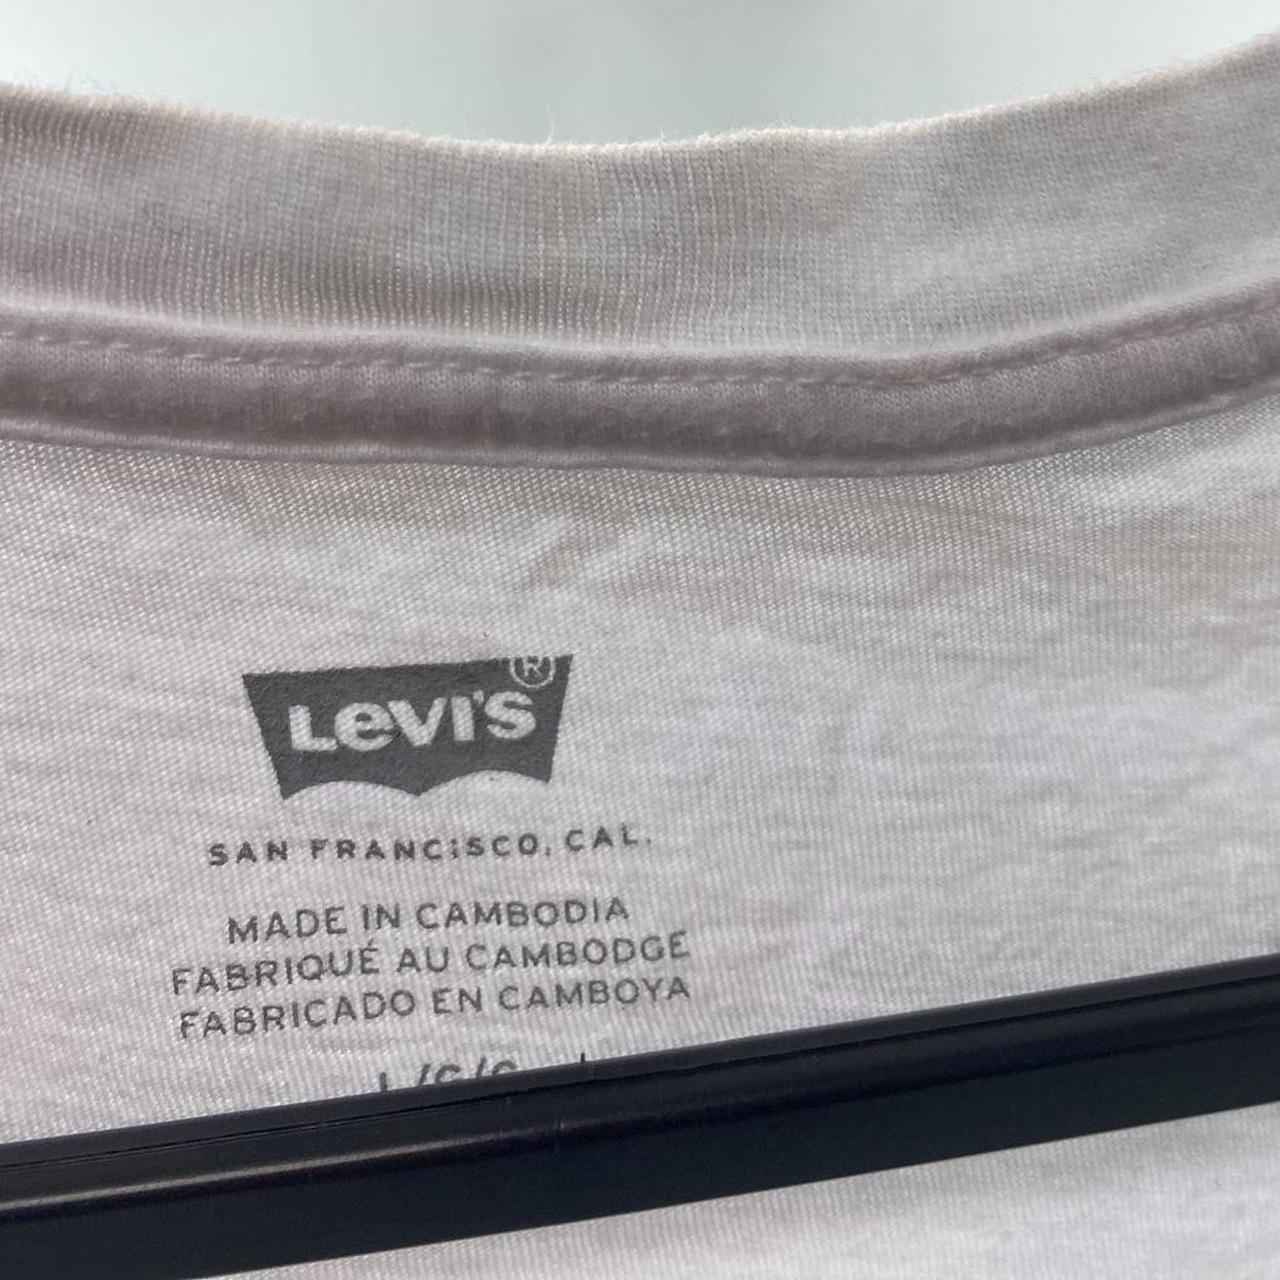 LEVI'S®
SAN FRANCISCO, CAL.
MADE IN CAMBODIA
FABRIQUÉ AU CAMBODGE
FABRICADO EN CAMBOYA
L/G/G